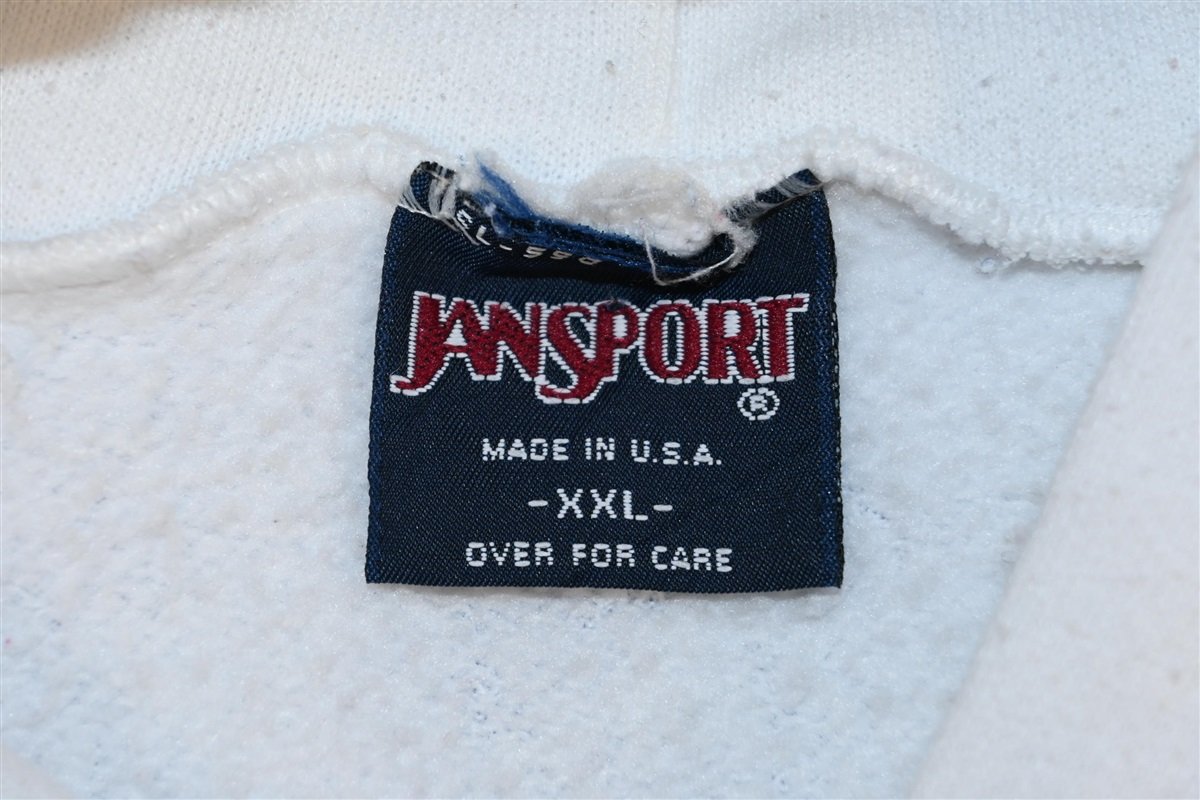 JANSPORT
®
MADE IN U.S.A.
-XXL-
OVER FOR CARE